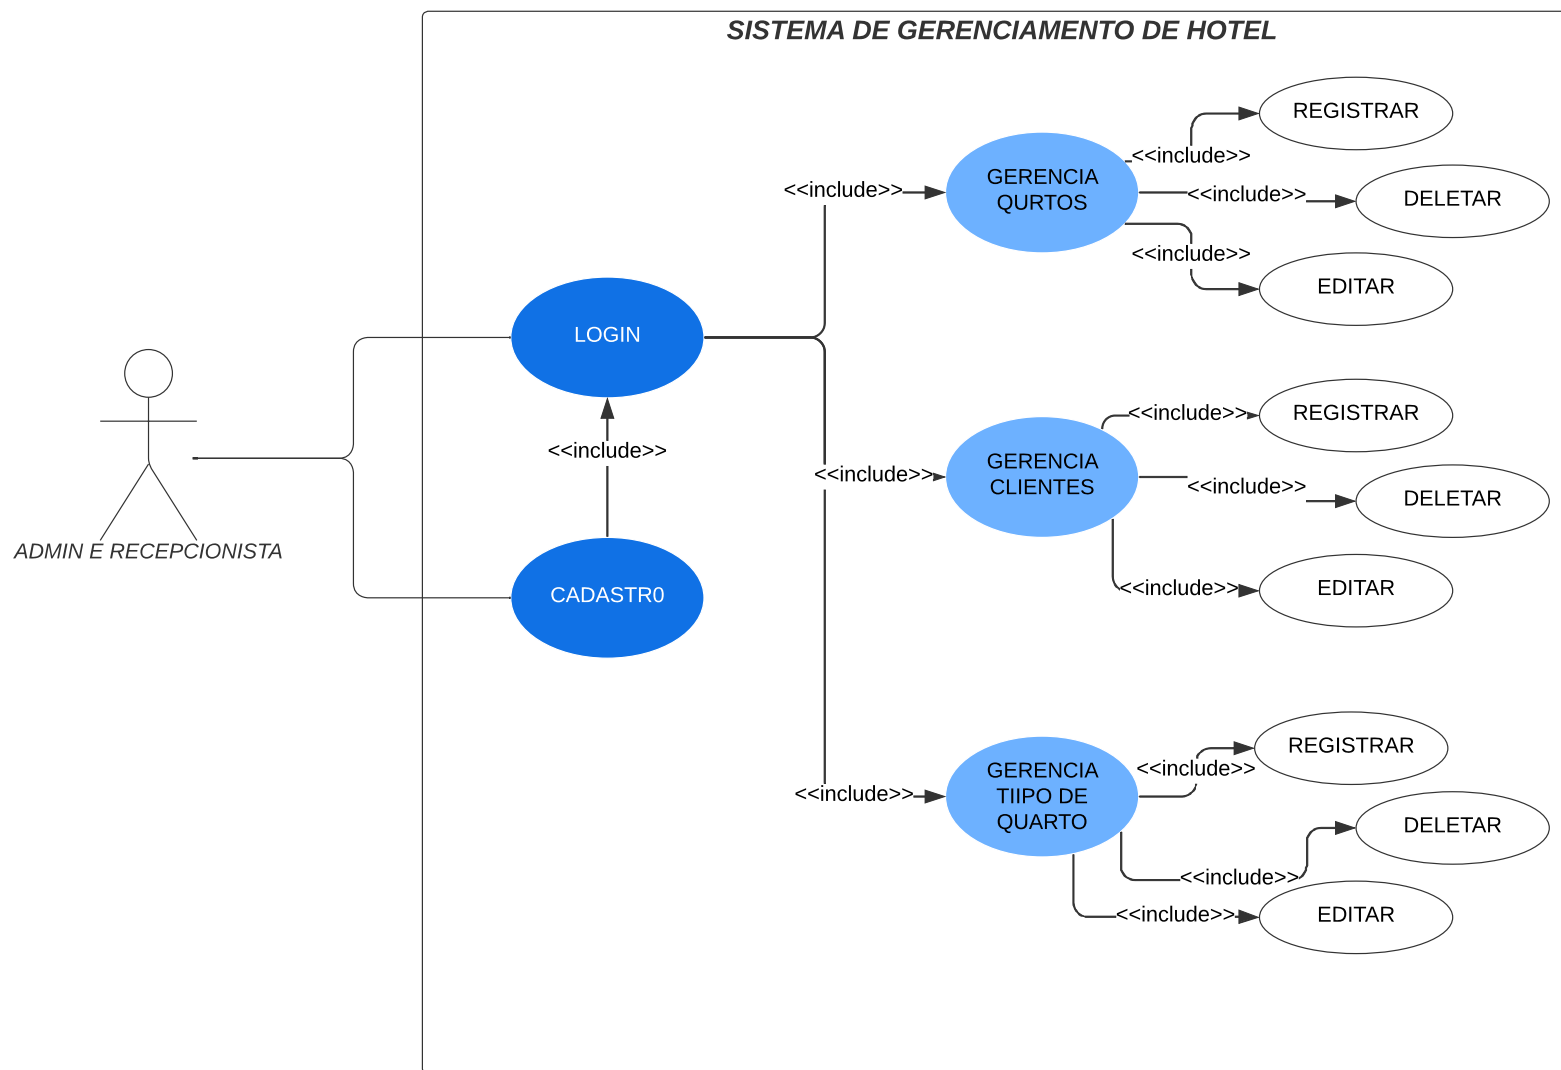 SISTEMA DE GERENCIAMENTO DE HOTEL
REGISTRAR
<<include>>
GERENCIA
QURTOS
<<include>>
<<include>>
DELETAR
<<include>>
EDITAR
LOGIN
<<include>>
REGISTRAR
<<include>>
GERENCIA
CLIENTES
<<include>>
<<include>>
DELETAR
ADMIN E RECEPCIONISTA
CADASTR0
<<include>>
EDITAR
REGISTRAR
<<include>>
GERENCIA
TIIPO DE
QUARTO
<<include>>
DELETAR
<<include>>
<<include>>
EDITAR